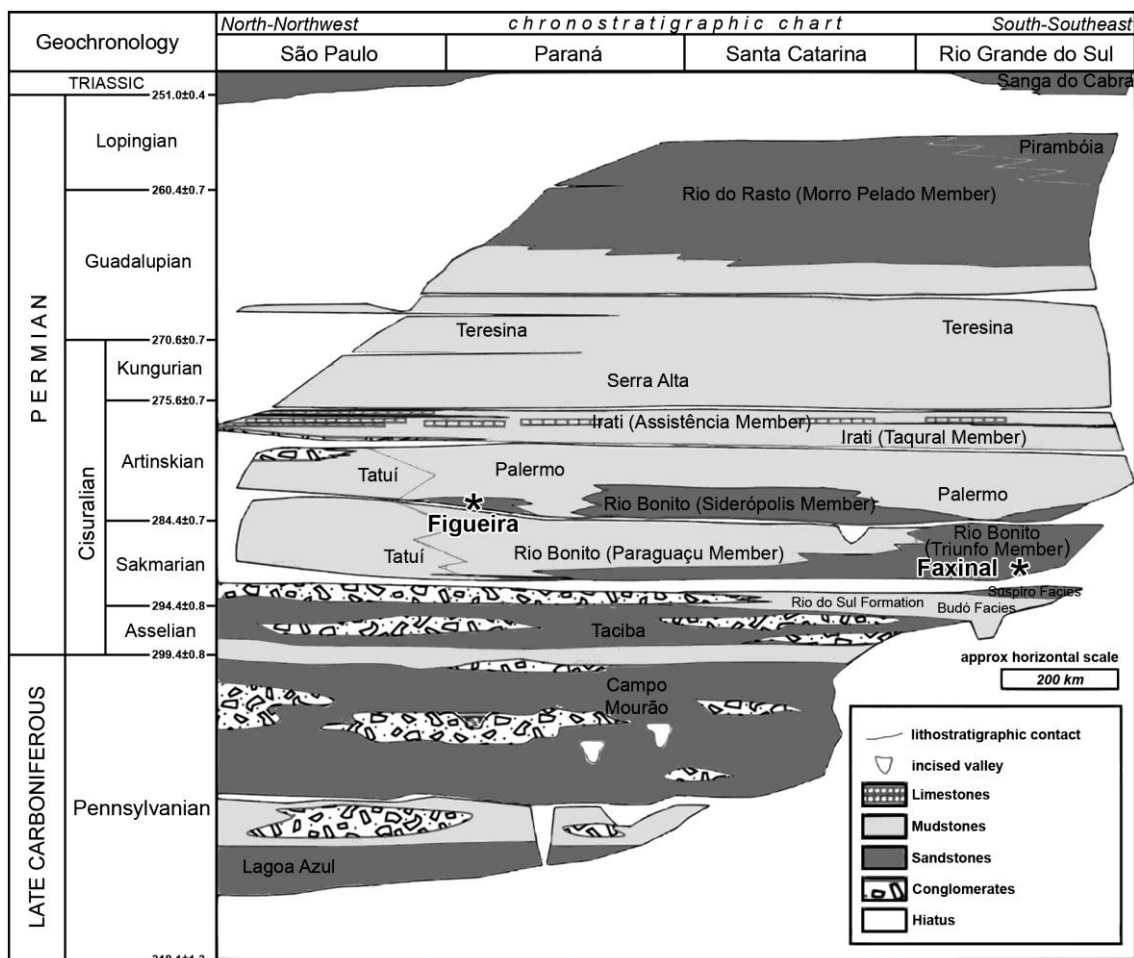 Geochronology
North-Northwest
chronostratigraphic chart
South-Southeast
São Paulo
Paraná
Santa Catarina
Rio Grande do Sul
TRIASSIC
251.0±0.4
Sanga do Cabra
PERMIAN
Lopingian
260.4±0.7
Guadalupian
270.6±0.7
Cisuralian
Kungurian
275.6±0.7
Artinskian
284.4±0.7
Sakmarian
294.4±0.8
Asselian
299.4±0.8
LATE CARBONIFEROUS
Pennsylvanian
Pirambóia
Rio do Rasto (Morro Pelado Member)
Teresina
Teresina
Serra Alta
Irati (Assistência Member)
Irati (Taqural Member)
Tatuí
Palermo
Rio Bonito (Siderópolis Member)
Palermo
*
Figueira
Tatuí
Rio Bonito (Paraguaçu Member)
Rio Bonito
(Triunfo Member)
Faxinal *
Suspiro Facies
Rio do Sul Formation
Budó Facies
Taciba
Campo
Mourão
Lagoa Azul
approx horizontal scale
200 km
lithostratigraphic contact
incised valley
Limestones
Mudstones
Sandstones
Conglomerates
Hiatus